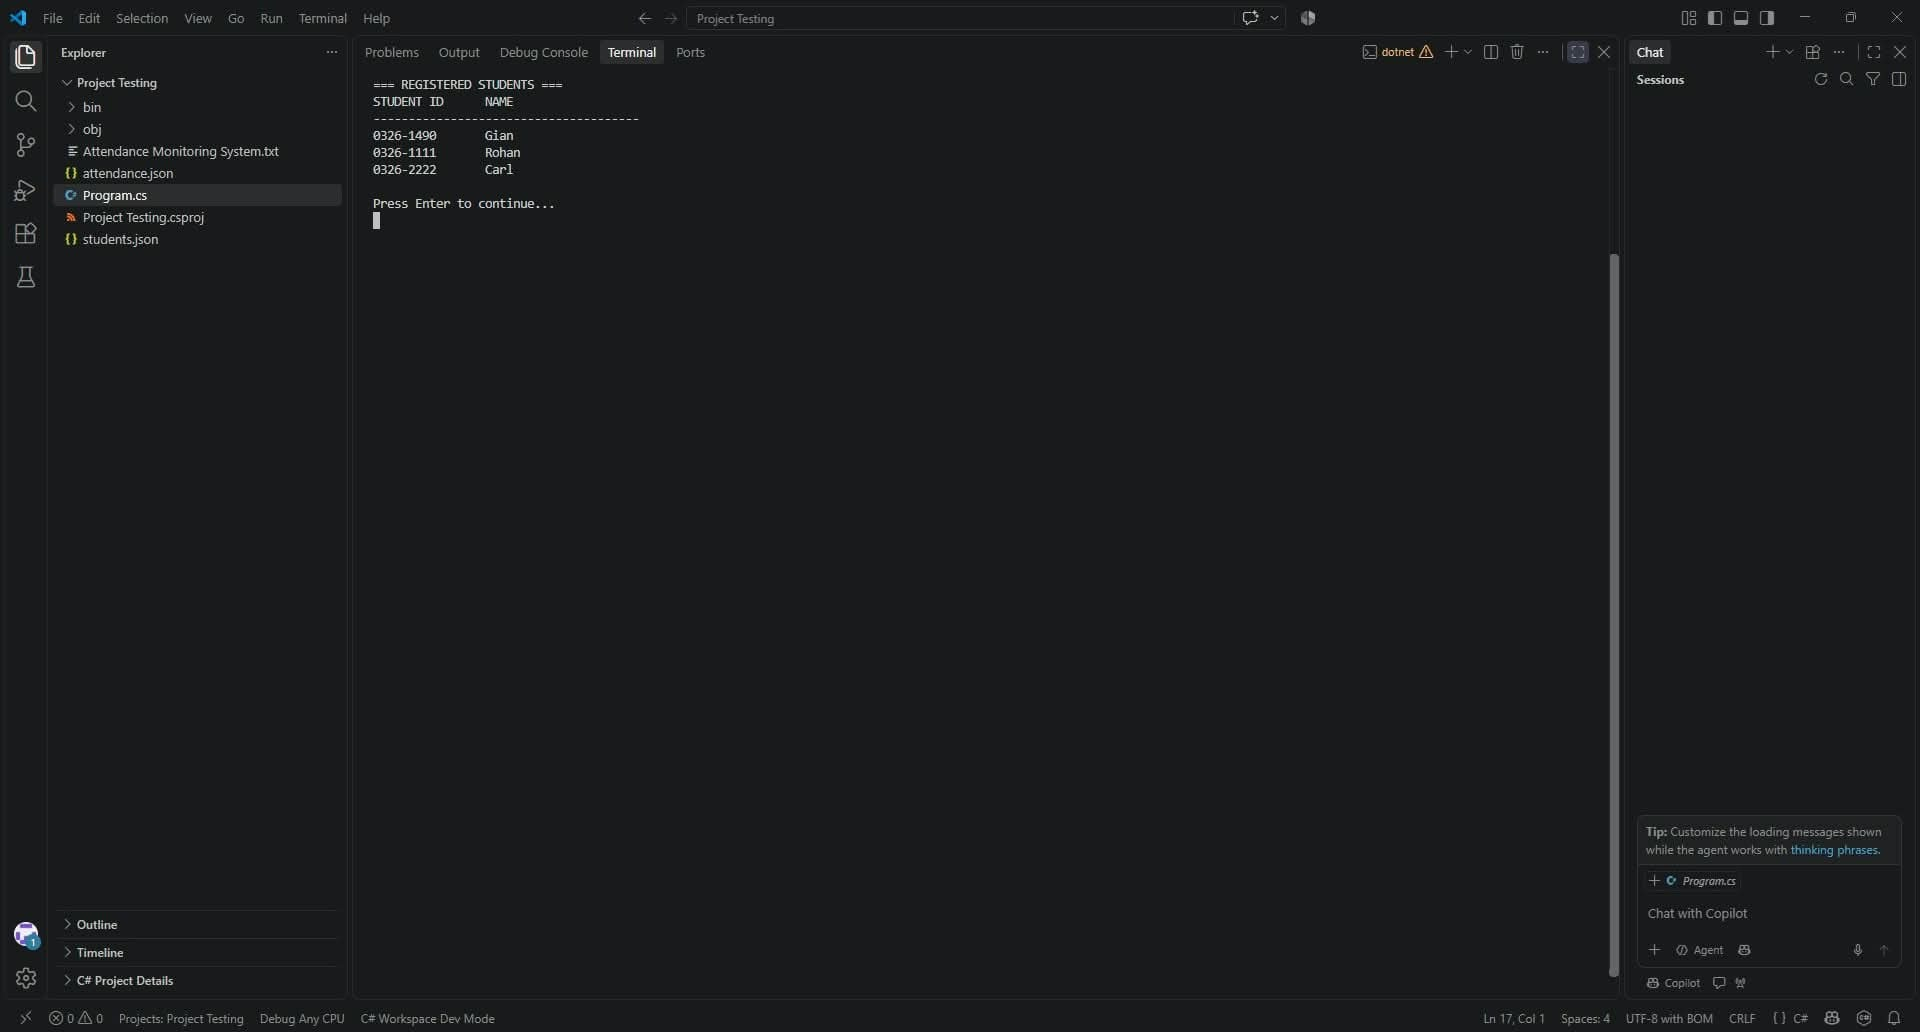 File Edit Selection View Go Run Terminal Help
Project Testing
Explorer
Project Testing
bin
obj
Attendance Monitoring System.txt
{} attendance.json
Program.cs
Project Testing.csproj
{} students.json
Outline
Timeline
C# Project Details
Problems Output Debug Console Terminal Ports
dotnet
=== REGISTERED STUDENTS ===
STUDENT ID NAME
--------------------------------------
0326-1490 Gian
0326-1111 Rohan
0326-2222 Carl
Press Enter to continue...
Chat
Sessions
Tip: Customize the loading messages shown
while the agent works with thinking phrases.
Program.cs
Chat with Copilot
Agent
Copilot
1
0 0 Projects: Project Testing Debug Any CPU C# Workspace Dev Mode
Ln 17, Col 1 Spaces: 4 UTF-8 with BOM CRLF {} C#